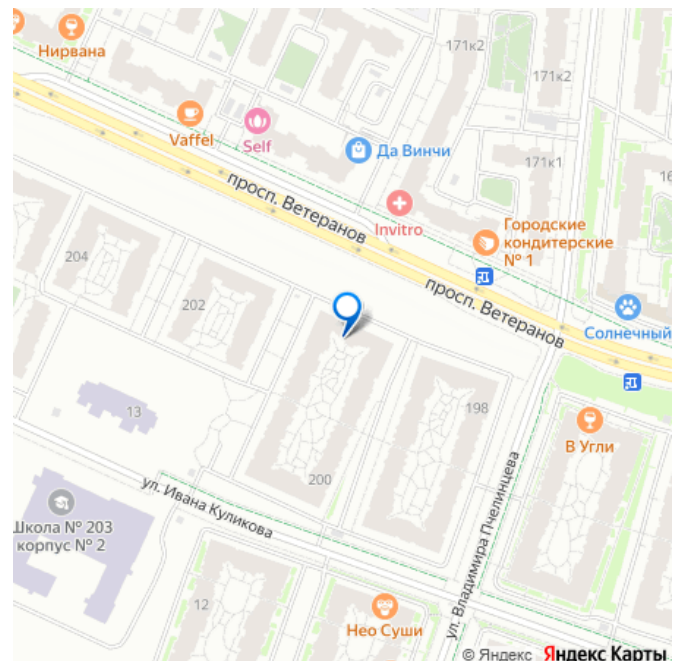 Нирвана
171к2
171к2
Vaffel
Self
Да Винчи
171к1
16
просп. Ветеранов
Invitro
Городские
кондитерские
№ 1
204
202
просп. Ветеранов
Солнечный
13
198
В Угли
200
ул. Ивана Куликова
ул. Владимира Пчелинцева
Школа № 203
корпус № 2
12
Нео Суши
© Яндекс Яндекс Карты